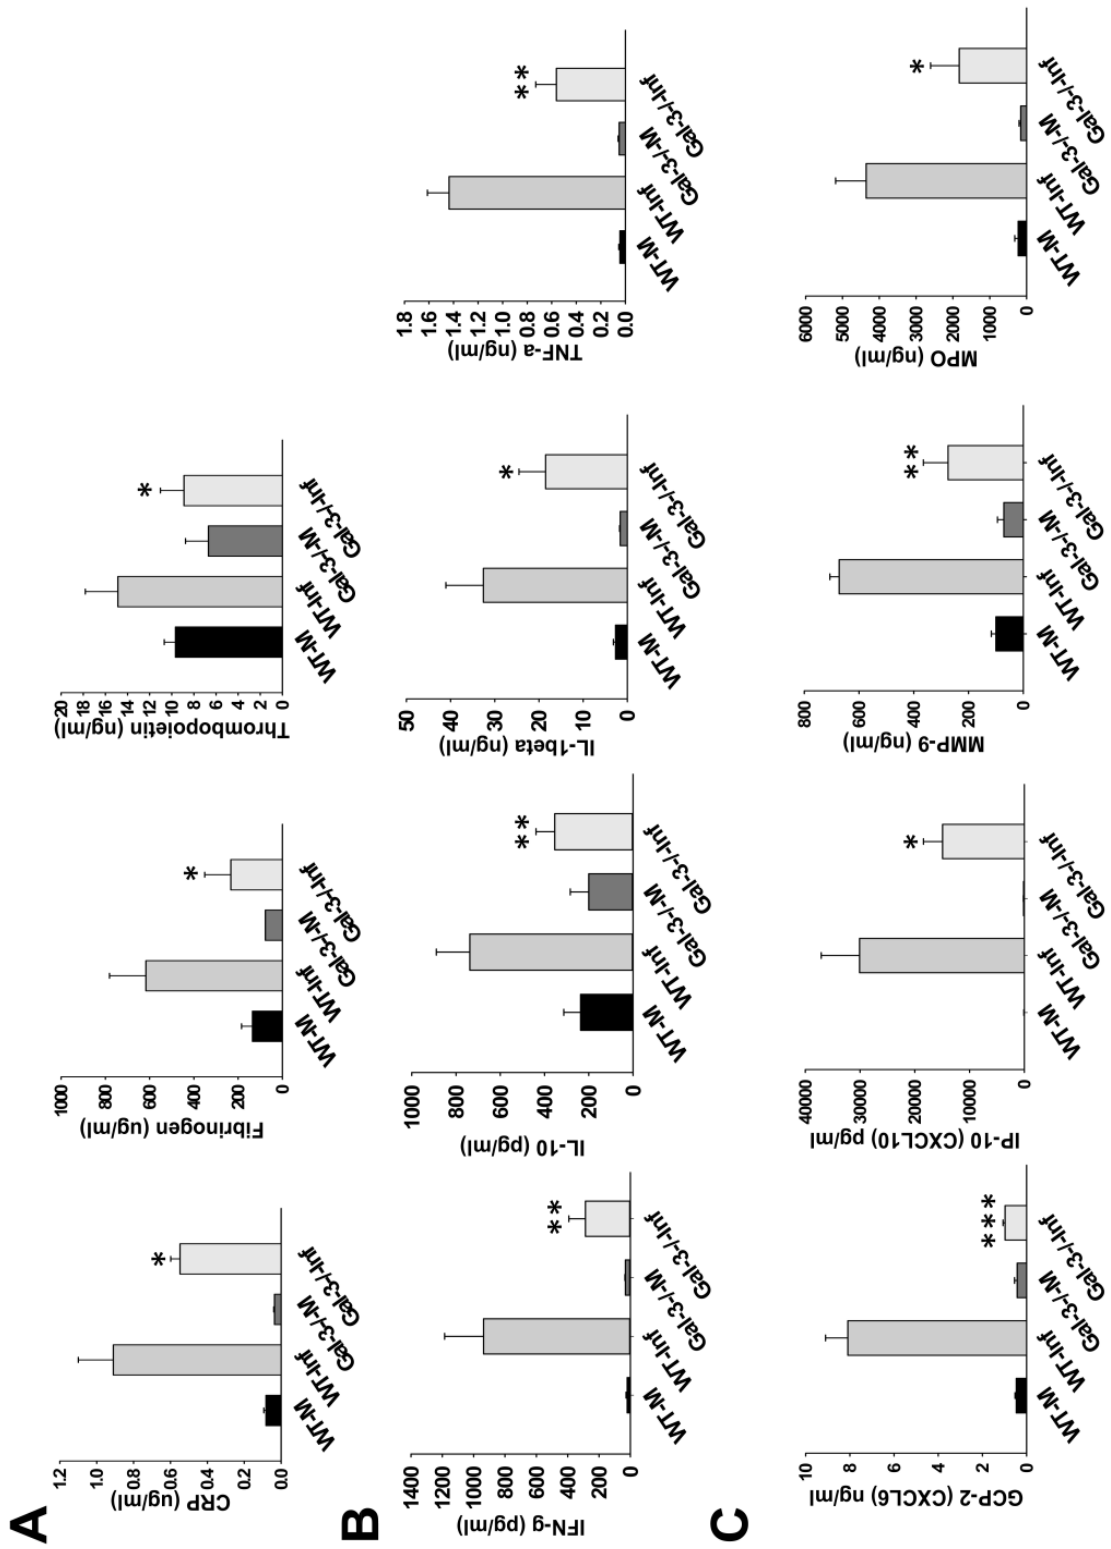 A
CRP (ug/ml)
1.2
1.0
0.8
0.6
0.4
0.2
0.0
*
WT-M
WT-Inf
Gal-3-/-M
Gal-3-/-Inf
Fibrinogen (ug/ml)
1000
800
600
400
200
0
*
WT-M
WT-Inf
Gal-3-/-M
Gal-3-/-Inf
Thrombopoietin (ng/ml)
20
18
16
14
12
10
8
6
4
2
0
*
WT-M
WT-Inf
Gal-3-/-M
Gal-3-/-Inf
B
IFN-g (pg/ml)
1400
1200
1000
800
600
400
200
0
**
WT-M
WT-Inf
Gal-3-/-M
Gal-3-/-Inf
IL-10 (pg/ml)
1000
800
600
400
200
0
**
WT-M
WT-Inf
Gal-3-/-M
Gal-3-/-Inf
IL-1beta (ng/ml)
50
40
30
20
10
0
*
WT-M
WT-Inf
Gal-3-/-M
Gal-3-/-Inf
TNF-a (ng/ml)
1.8
1.6
1.4
1.2
1.0
0.8
0.6
0.4
0.2
0.0
**
WT-M
WT-Inf
Gal-3-/-M
Gal-3-/-Inf
C
GCP-2 (CXCL6) ng/ml
10
8
6
4
2
0
***
WT-M
WT-Inf
Gal-3-/-M
Gal-3-/-Inf
IP-10 (CXCL10) pg/ml
40000
30000
20000
10000
0
*
WT-M
WT-Inf
Gal-3-/-M
Gal-3-/-Inf
MMP-9 (ng/ml)
800
600
400
200
0
**
WT-M
WT-Inf
Gal-3-/-M
Gal-3-/-Inf
MPO (ng/ml)
6000
5000
4000
3000
2000
1000
0
*
WT-M
WT-Inf
Gal-3-/-M
Gal-3-/-Inf